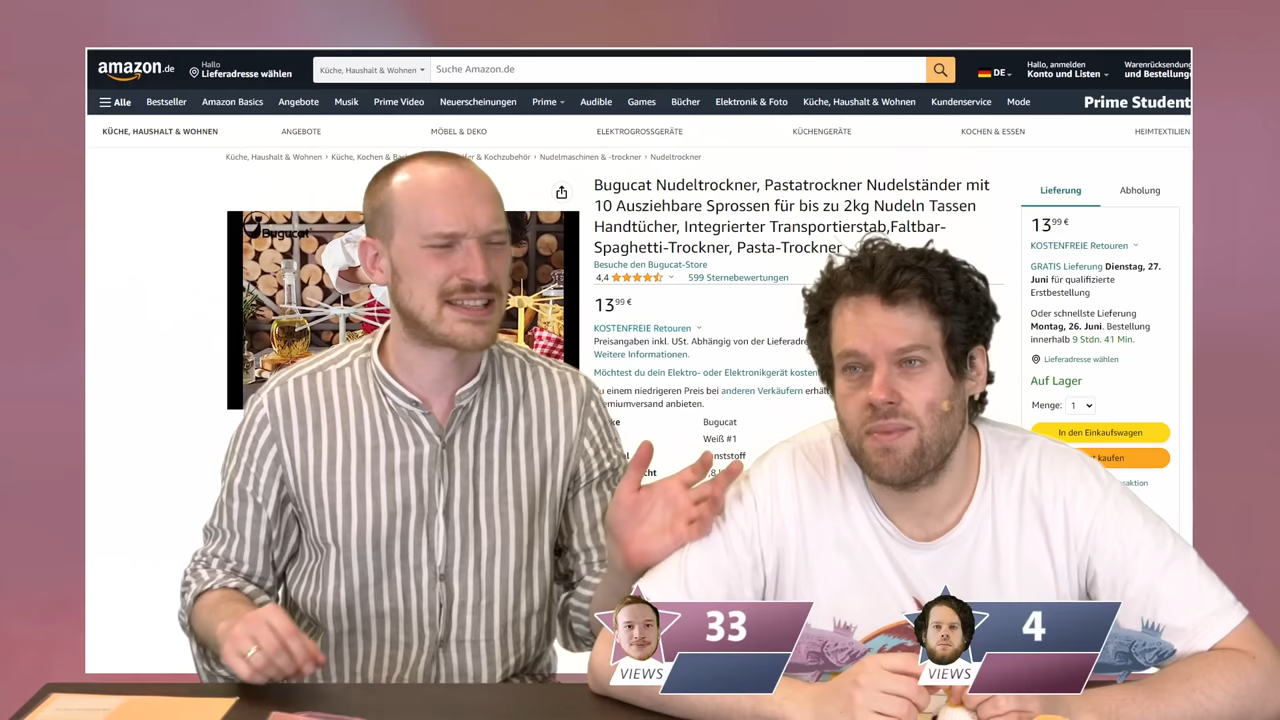 amazon.de
Hallo
Lieferadresse wählen
Küche, Haushalt & Wohnen
Suche Amazon.de
DE
Hallo, anmelden
Konto und Listen
Warenrücksendung
und Bestellung
Alle
Bestseller
Amazon Basics
Angebote
Musik
Prime Video
Neuerscheinungen
Prime
Audible
Games
Bücher
Elektronik & Foto
Küche, Haushalt & Wohnen
Kundenservice
Mode
Prime Student
KÜCHE, HAUSHALT & WOHNEN
ANGEBOTE
MÖBEL & DEKO
ELEKTROGROSSGERÄTE
KÜCHENGERÄTE
KOCHEN & ESSEN
HEIMTEXTILIEN
Küche, Haushalt & Wohnen › Küche, Kochen & Ba
& Kochzubehör › Nudelmaschinen & -trockner › Nudeltrockner
Bugucat
Bugucat Nudeltrockner, Pastatrockner Nudelständer mit
10 Ausziehbare Sprossen für bis zu 2kg Nudeln Tassen
Handtücher, Integrierter Transportierstab,Faltbar-
Spaghetti-Trockner, Pasta-Trockner
Besuche den Bugucat-Store
4,4
599 Sternebewertungen
13 99 €
KOSTENFREIE Retouren
Preisangaben inkl. USt. Abhängig von der Lieferadre
Weitere Informationen.
Möchtest du dein Elektro- oder Elektronikgerät kosten
u einem niedrigeren Preis bei anderen Verkäufern erhäl
emiumversand anbieten.
ke
Bugucat
Weiß #1
nststoff
Lieferung
Abholung
13 99 €
KOSTENFREIE Retouren
GRATIS Lieferung Dienstag, 27.
Juni für qualifizierte
Erstbestellung
Oder schnellste Lieferung
Montag, 26. Juni. Bestellung
innerhalb 9 Stdn. 41 Min.
Lieferadresse wählen
Auf Lager
Menge: 1
In den Einkaufswagen
kaufen
saktion
33
VIEWS
4
VIEWS